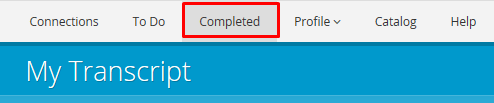 Connections To Do Completed Profile Catalog Help
My Transcript